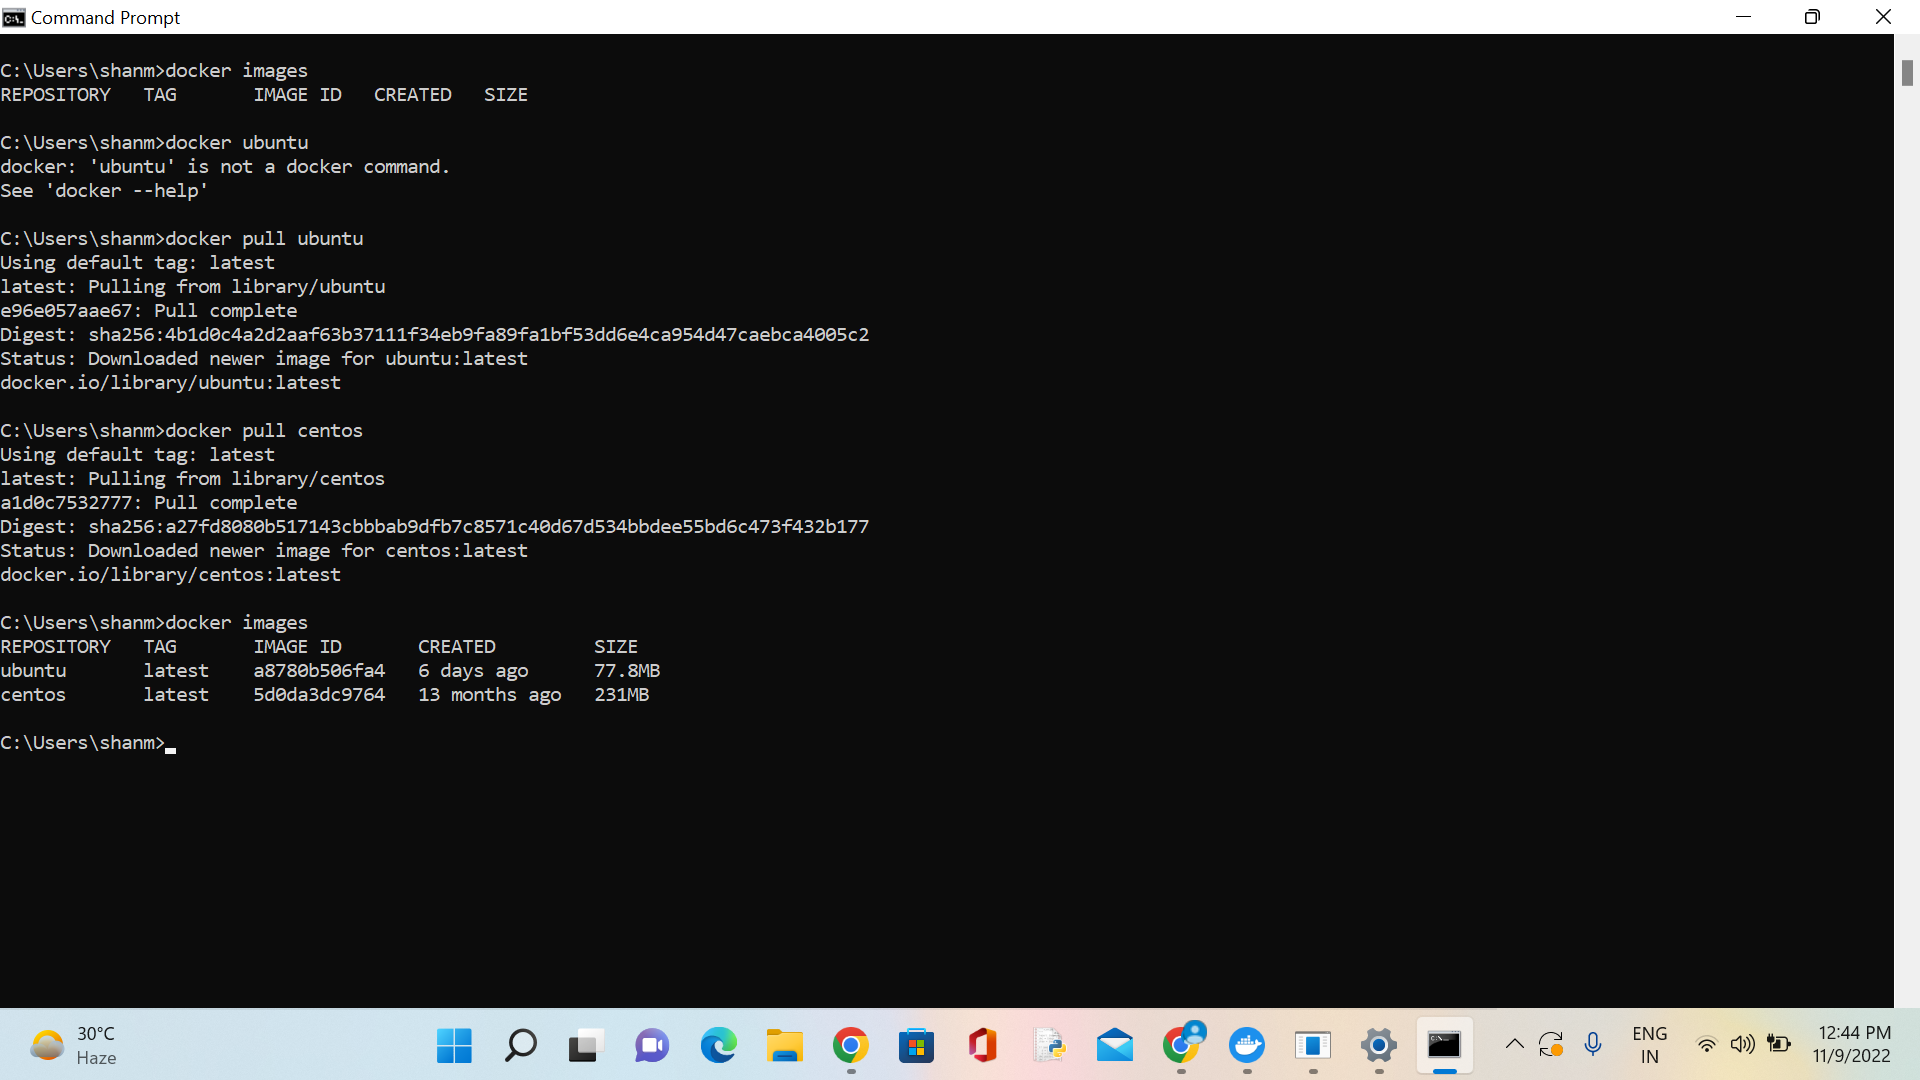 Command Prompt
C:\Users\shanm>docker images
REPOSITORY   TAG       IMAGE ID   CREATED   SIZE
C:\Users\shanm>docker ubuntu
docker: 'ubuntu' is not a docker command.
See 'docker --help'
C:\Users\shanm>docker pull ubuntu
Using default tag: latest
latest: Pulling from library/ubuntu
e96e057aae67: Pull complete
Digest: sha256:4b1d0c4a2d2aaf63b37111f34eb9fa89fa1bf53dd6e4ca954d47caebca4005c2
Status: Downloaded newer image for ubuntu:latest
docker.io/library/ubuntu:latest
C:\Users\shanm>docker pull centos
Using default tag: latest
latest: Pulling from library/centos
a1d0c7532777: Pull complete
Digest: sha256:a27fd8080b517143cbbbab9dfb7c8571c40d67d534bbdee55bd6c473f432b177
Status: Downloaded newer image for centos:latest
docker.io/library/centos:latest
C:\Users\shanm>docker images
REPOSITORY   TAG       IMAGE ID       CREATED         SIZE
ubuntu       latest    a8780b506fa4   6 days ago      77.8MB
centos       latest    5d0da3dc9764   13 months ago   231MB
C:\Users\shanm>
30°C
Haze
ENG
IN
12:44 PM
11/9/2022